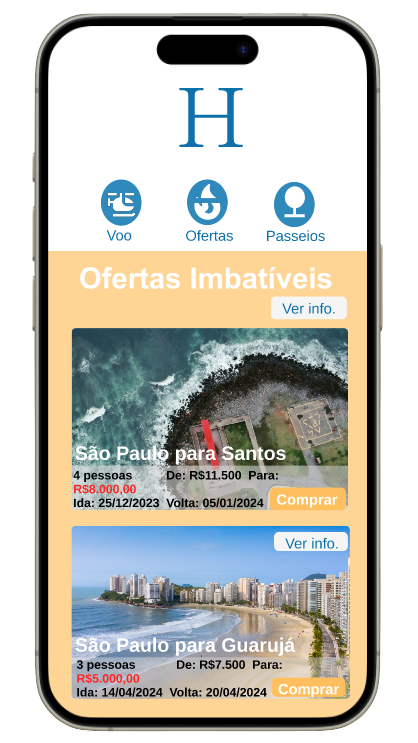 H
Voo Ofertas Passeios
Ofertas Imbatíveis
Ver info.
São Paulo para Santos
4 pessoas De: R$11.500 Para:
R$8.000,00
Ida: 25/12/2023 Volta: 05/01/2024
Comprar
Ver info.
São Paulo para Guarujá
3 pessoas De: R$7.500 Para:
R$5.000,00
Ida: 14/04/2024 Volta: 20/04/2024
Comprar